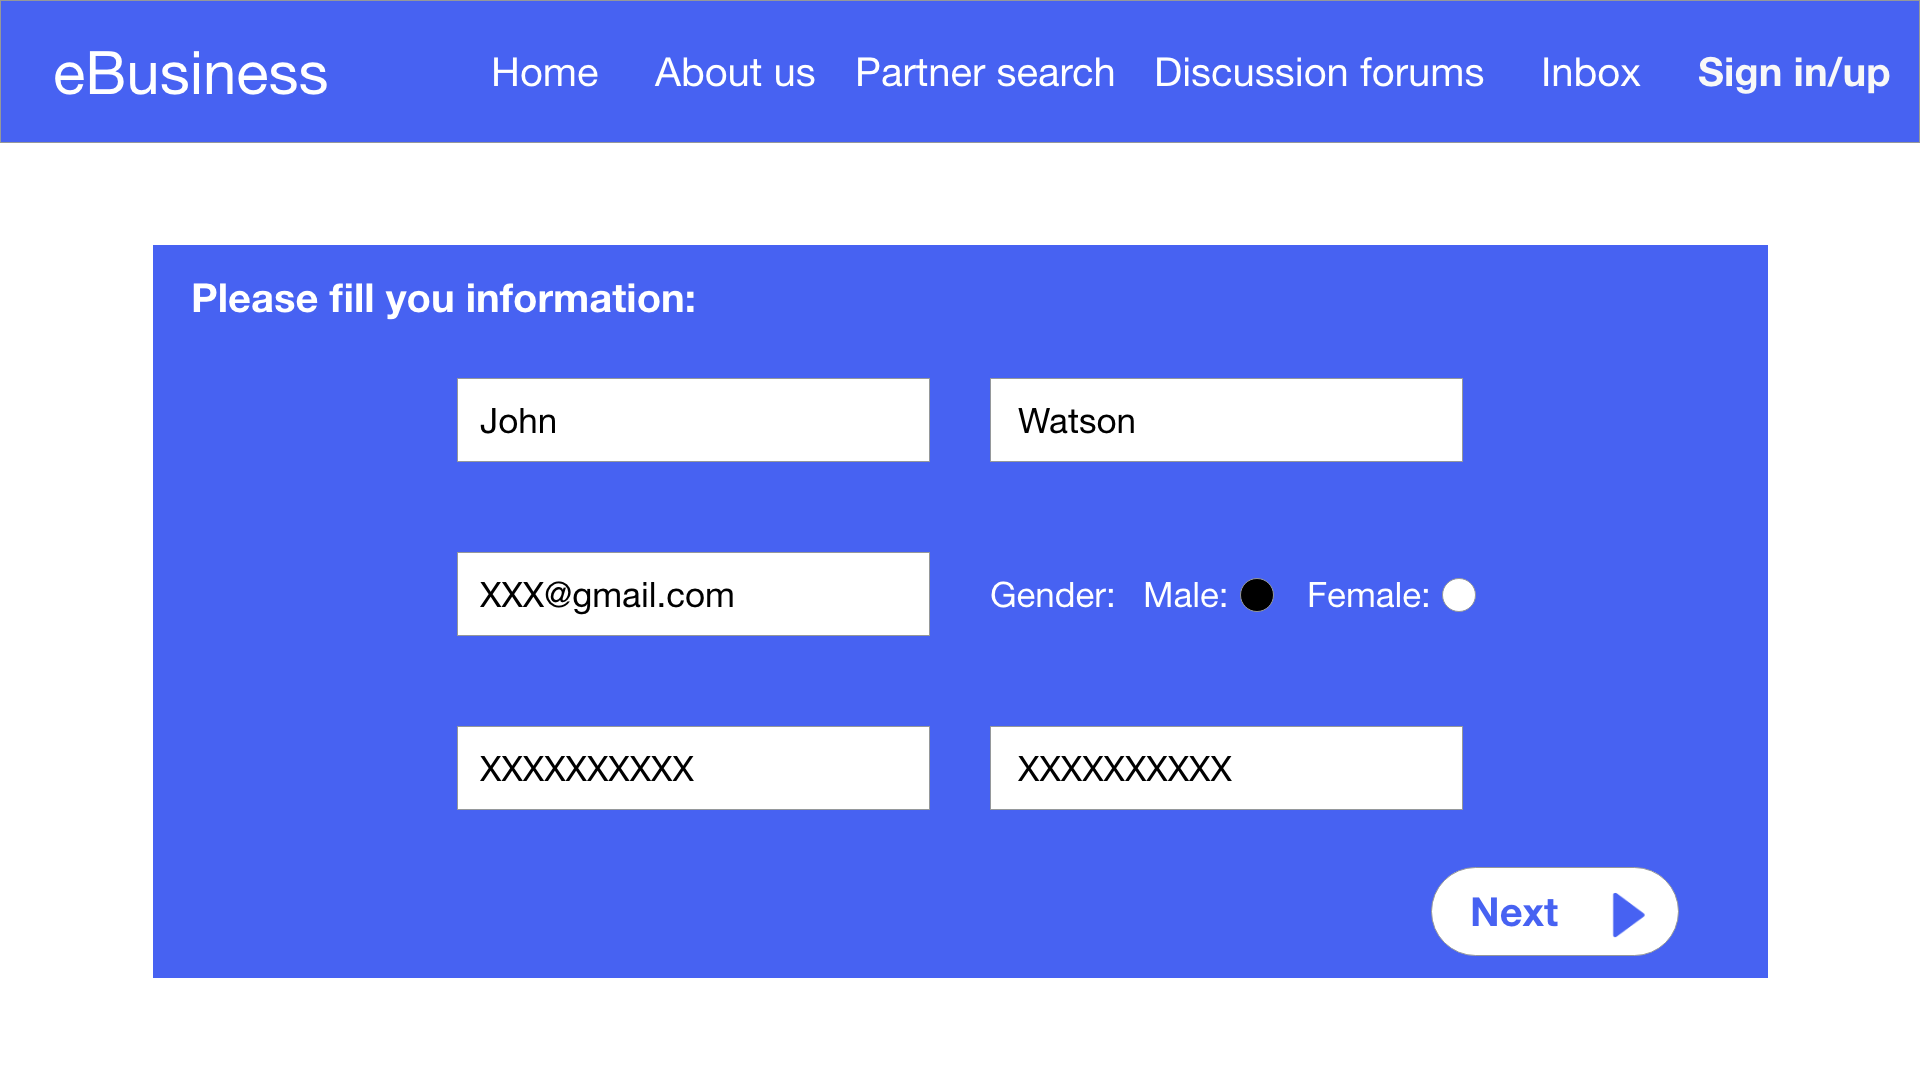 eBusiness Home About us Partner search Discussion forums Inbox Sign in/up
Please fill you information:
John Watson
XXX@gmail.com Gender: Male: Female:
XXXXXXXXXX XXXXXXXXXX
Next